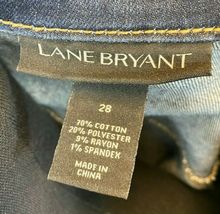 LANE BRYANT
28
70% COTTON
20% POLYESTER
9% RAYON
1% SPANDEX
MADE IN
CHINA